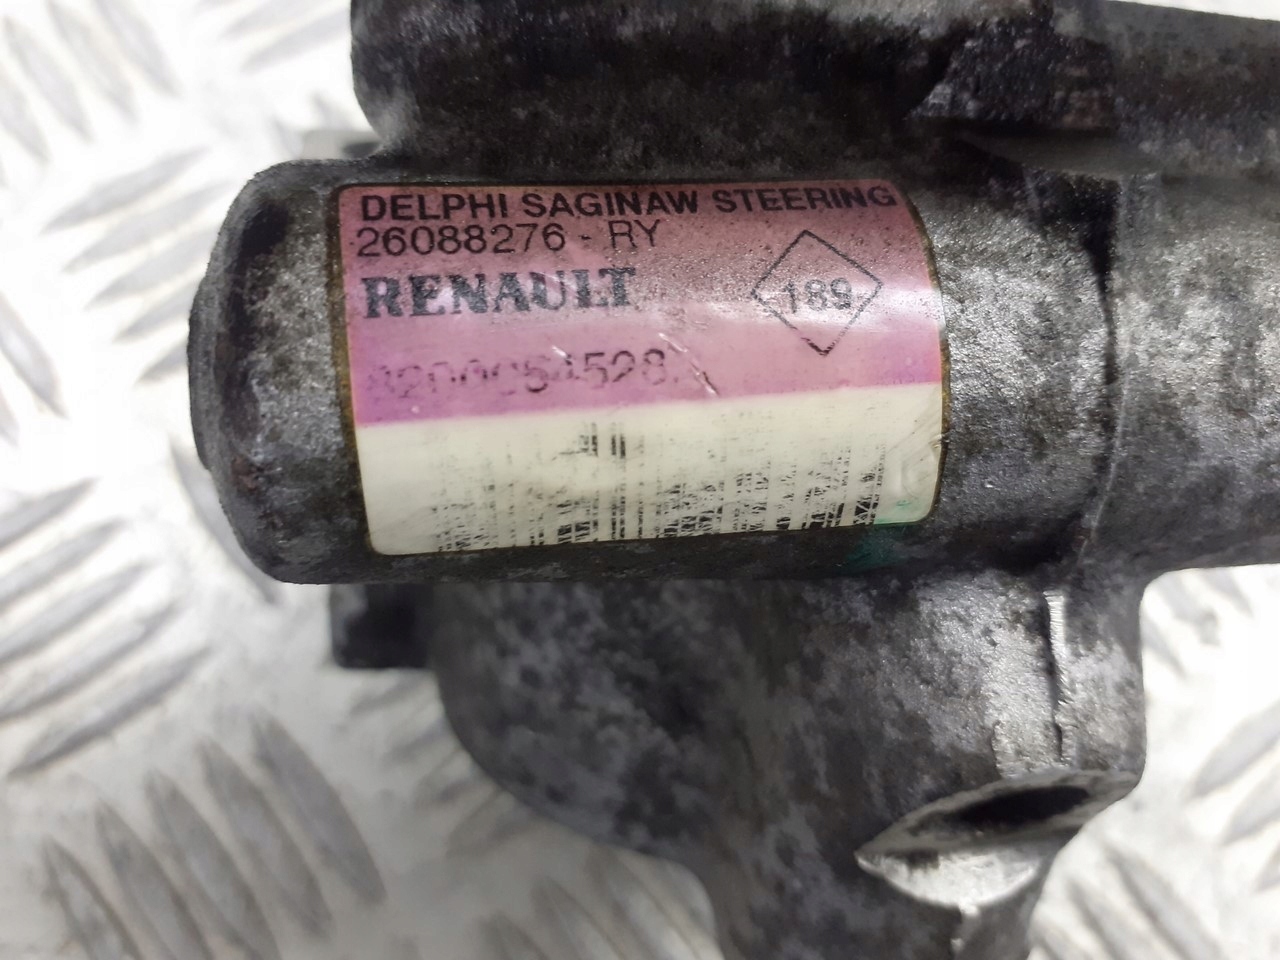 DELPHI SAGINAW STEERING
26088276 - RY
RENAULT
189